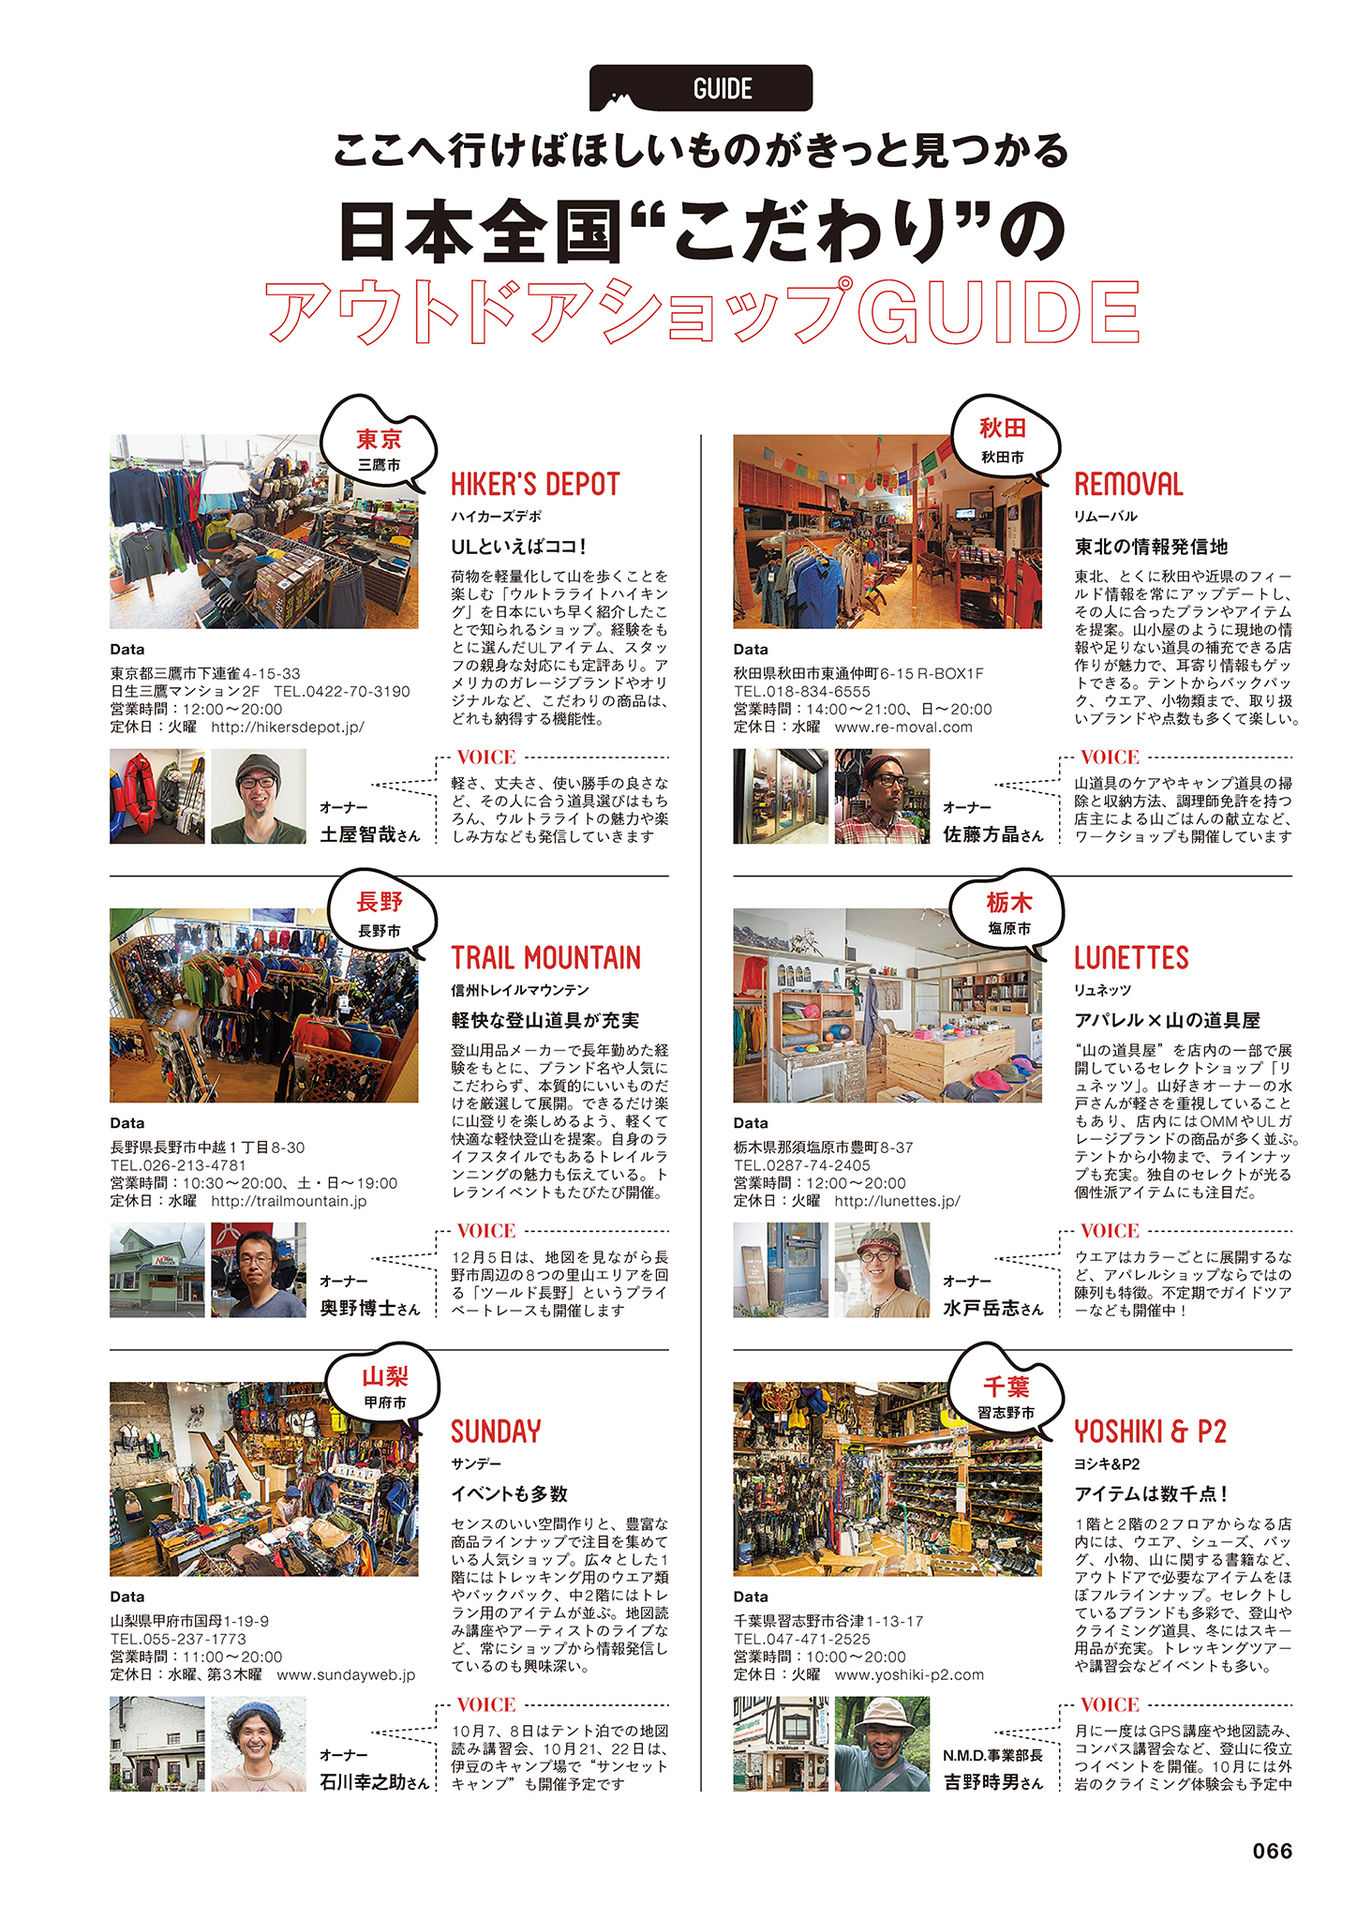 GUIDE
ここへ行けばほしいものがきっと見つかる
日本全国“こだわり”の
アウトドアショップGUIDE
東京
三鷹市
HIKER'S DEPOT
ハイカーズデポ
ULといえばココ！
荷物を軽量化して山を歩くことを
楽しむ「ウルトラライトハイキン
グ」を日本にいち早く紹介したこ
とで知られるショップ。経験をも
とに選んだULアイテム、スタッ
フの親身な対応にも定評あり。ア
メリカのガレージブランドやオリ
ジナルなど、こだわりの商品は、
どれも納得する機能性。
Data
東京都三鷹市下連雀4-15-33
日生三鷹マンション2F　TEL.0422-70-3190
営業時間：12:00〜20:00
定休日：火曜　http://hikersdepot.jp/
オーナー
土屋智哉さん
VOICE
軽さ、丈夫さ、使い勝手の良さな
ど、その人に合う道具選びはもち
ろん、ウルトラライトの魅力や楽
しみ方なども発信していきます
長野
長野市
TRAIL MOUNTAIN
信州トレイルマウンテン
軽快な登山道具が充実
登山用品メーカーで長年勤めた経
験をもとに、ブランド名や人気に
こだわらず、本質的にいいものだ
けを厳選して展開。できるだけ楽
に山登りを楽しめるよう、軽くて
快適な軽快登山を提案。自身のラ
イフスタイルでもあるトレイルラ
ンニングの魅力も伝えている。ト
レランイベントもたびたび開催。
Data
長野県長野市中越1丁目8-30
TEL.026-213-4781
営業時間：10:30〜20:00、土・日〜19:00
定休日：水曜　http://trailmountain.jp
オーナー
奥野博士さん
VOICE
12月5日は、地図を見ながら長
野市周辺の8つの里山エリアを回
る「ツールド長野」というプライ
ベートレースも開催します
山梨
甲府市
SUNDAY
サンデー
イベントも多数
センスのいい空間作りと、豊富な
商品ラインナップで注目を集めて
いる人気ショップ。広々とした1
階にはトレッキング用のウエア類
やバックパック、中2階にはトレ
ラン用のアイテムが並ぶ。地図読
み講座やアーティストのライブな
ど、常にショップから情報発信し
ているのも興味深い。
Data
山梨県甲府市国母1-19-9
TEL.055-237-1773
営業時間：11:00〜20:00
定休日：水曜、第3木曜　www.sundayweb.jp
オーナー
石川幸之助さん
VOICE
10月7、8日はテント泊での地図
読み講習会、10月21、22日は、
伊豆のキャンプ場で“サンセット
キャンプ”も開催予定です
秋田
秋田市
REMOVAL
リムーバル
東北の情報発信地
東北、とくに秋田や近県のフィー
ルド情報を常にアップデートし、
その人に合ったプランやアイテム
を提案。山小屋のように現地の情
報や足りない道具の補充できる店
作りが魅力で、耳寄り情報もゲッ
トできる。テントからバックパッ
ク、ウエア、小物類まで、取り扱
いブランドや点数も多くて楽しい。
Data
秋田県秋田市東通仲町6-15 R-BOX1F
TEL.018-834-6555
営業時間：14:00〜21:00、日〜20:00
定休日：水曜　www.re-moval.com
オーナー
佐藤方晶さん
VOICE
山道具のケアやキャンプ道具の掃
除と収納方法、調理師免許を持つ
店主による山ごはんの献立など、
ワークショップも開催しています
栃木
塩原市
LUNETTES
リュネッツ
アパレル×山の道具屋
“山の道具屋”を店内の一部で展
開しているセレクトショップ「リ
ュネッツ」。山好きオーナーの水
戸さんが軽さを重視していること
もあり、店内にはOMMやULガ
レージブランドの商品が多く並ぶ。
テントから小物まで、ラインナッ
プも充実。独自のセレクトが光る
個性派アイテムにも注目だ。
Data
栃木県那須塩原市豊町8-37
TEL.0287-74-2405
営業時間：12:00〜20:00
定休日：火曜　http://lunettes.jp/
オーナー
水戸岳志さん
VOICE
ウエアはカラーごとに展開するな
ど、アパレルショップならではの
陳列も特徴。不定期でガイドツア
ーなども開催中！
千葉
習志野市
YOSHIKI & P2
ヨシキ&P2
アイテムは数千点！
1階と2階の2フロアからなる店
内には、ウエア、シューズ、バッ
グ、小物、山に関する書籍など、
アウトドアで必要なアイテムをほ
ぼフルラインナップ。セレクトし
ているブランドも多彩で、登山や
クライミング道具、冬にはスキー
用品が充実。トレッキングツアー
や講習会などイベントも多い。
Data
千葉県習志野市谷津1-13-17
TEL.047-471-2525
営業時間：10:00〜20:00
定休日：火曜　www.yoshiki-p2.com
N.M.D.事業部長
吉野時男さん
VOICE
月に一度はGPS講座や地図読み、
コンパス講習会など、登山に役立
つイベントを開催。10月には外
岩のクライミング体験会も予定中
066